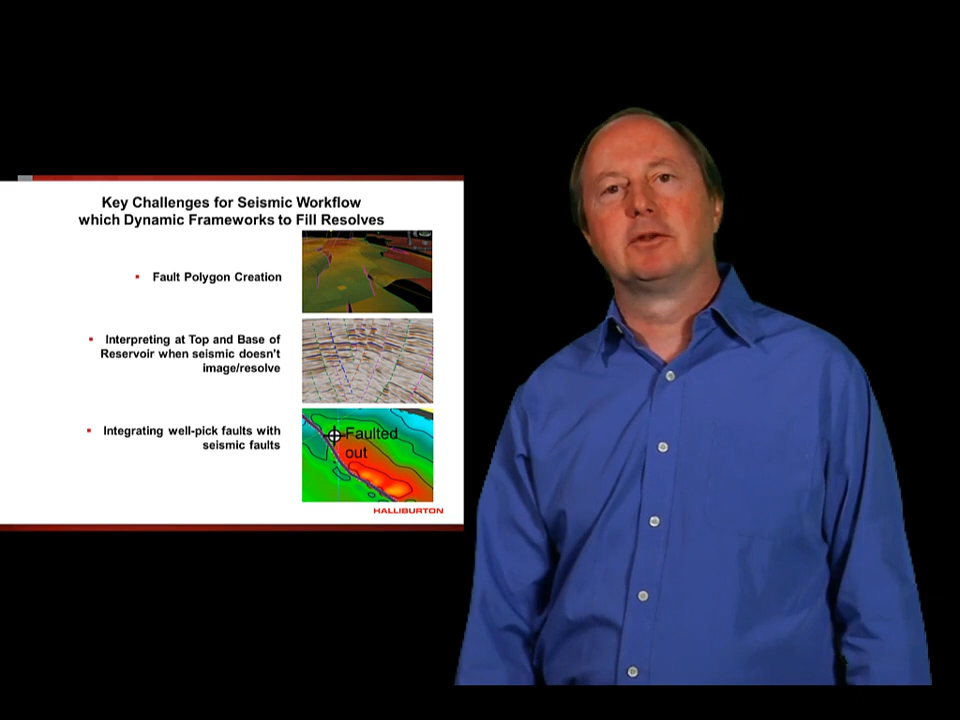 Key Challenges for Seismic Workflow
which Dynamic Frameworks to Fill Resolves
▪ Fault Polygon Creation
▪ Interpreting at Top and Base of
Reservoir when seismic doesn't
image/resolve
▪ Integrating well-pick faults with
seismic faults
Faulted
out
HALLIBURTON